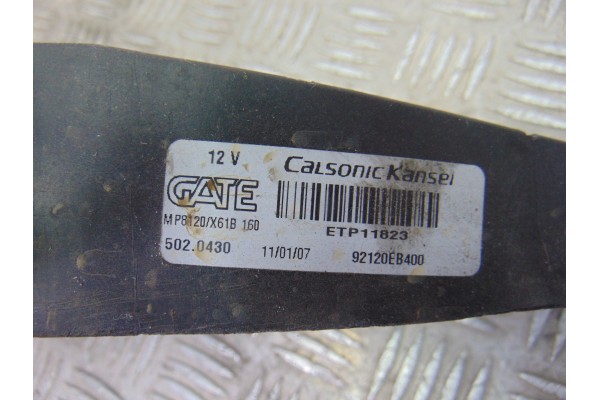 12 V CALSONIC KANSEI
GATE
MP8120/X61B 160 ETP11823
502.0430 11/01/07 92120EB400